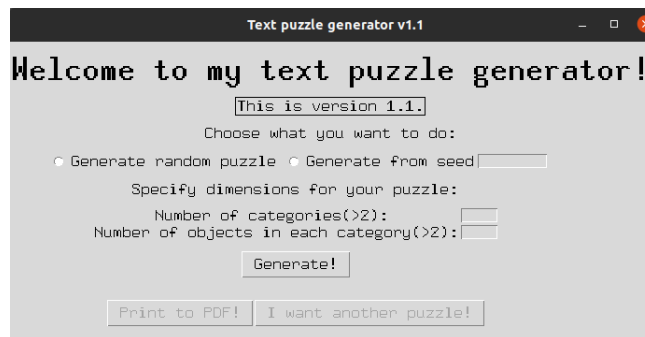 Text puzzle generator v1.1
Welcome to my text puzzle generator!
This is version 1.1.
Choose what you want to do:
Generate random puzzle Generate from seed
Specify dimensions for your puzzle:
Number of categories(>2):
Number of objects in each category(>2):
Generate!
Print to PDF! I want another puzzle!